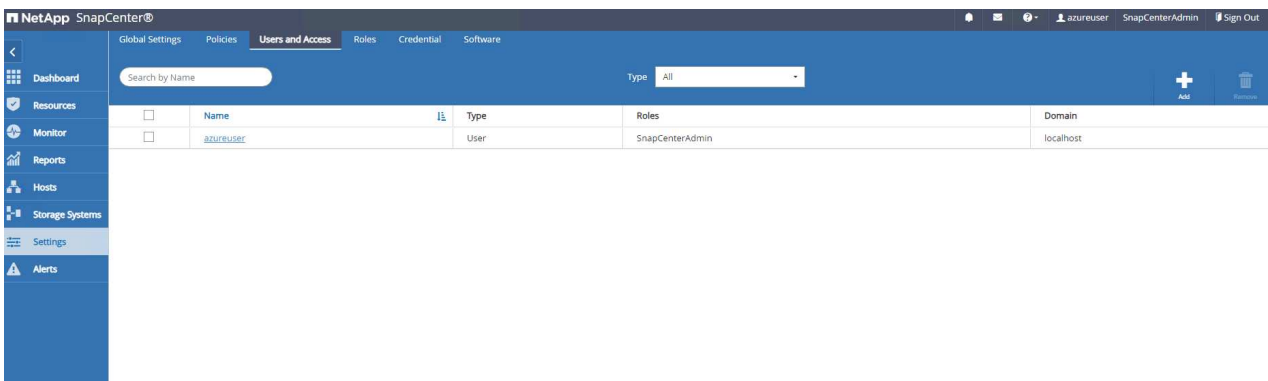 NetApp SnapCenter®
azureuser SnapCenterAdmin Sign Out
Global Settings Policies Users and Access Roles Credential Software
Search by Name Type All
Add Remove
Dashboard
Resources
Monitor
Reports
Hosts
Storage Systems
Settings
Alerts
Name Type Roles Domain
azureuser User SnapCenterAdmin localhost